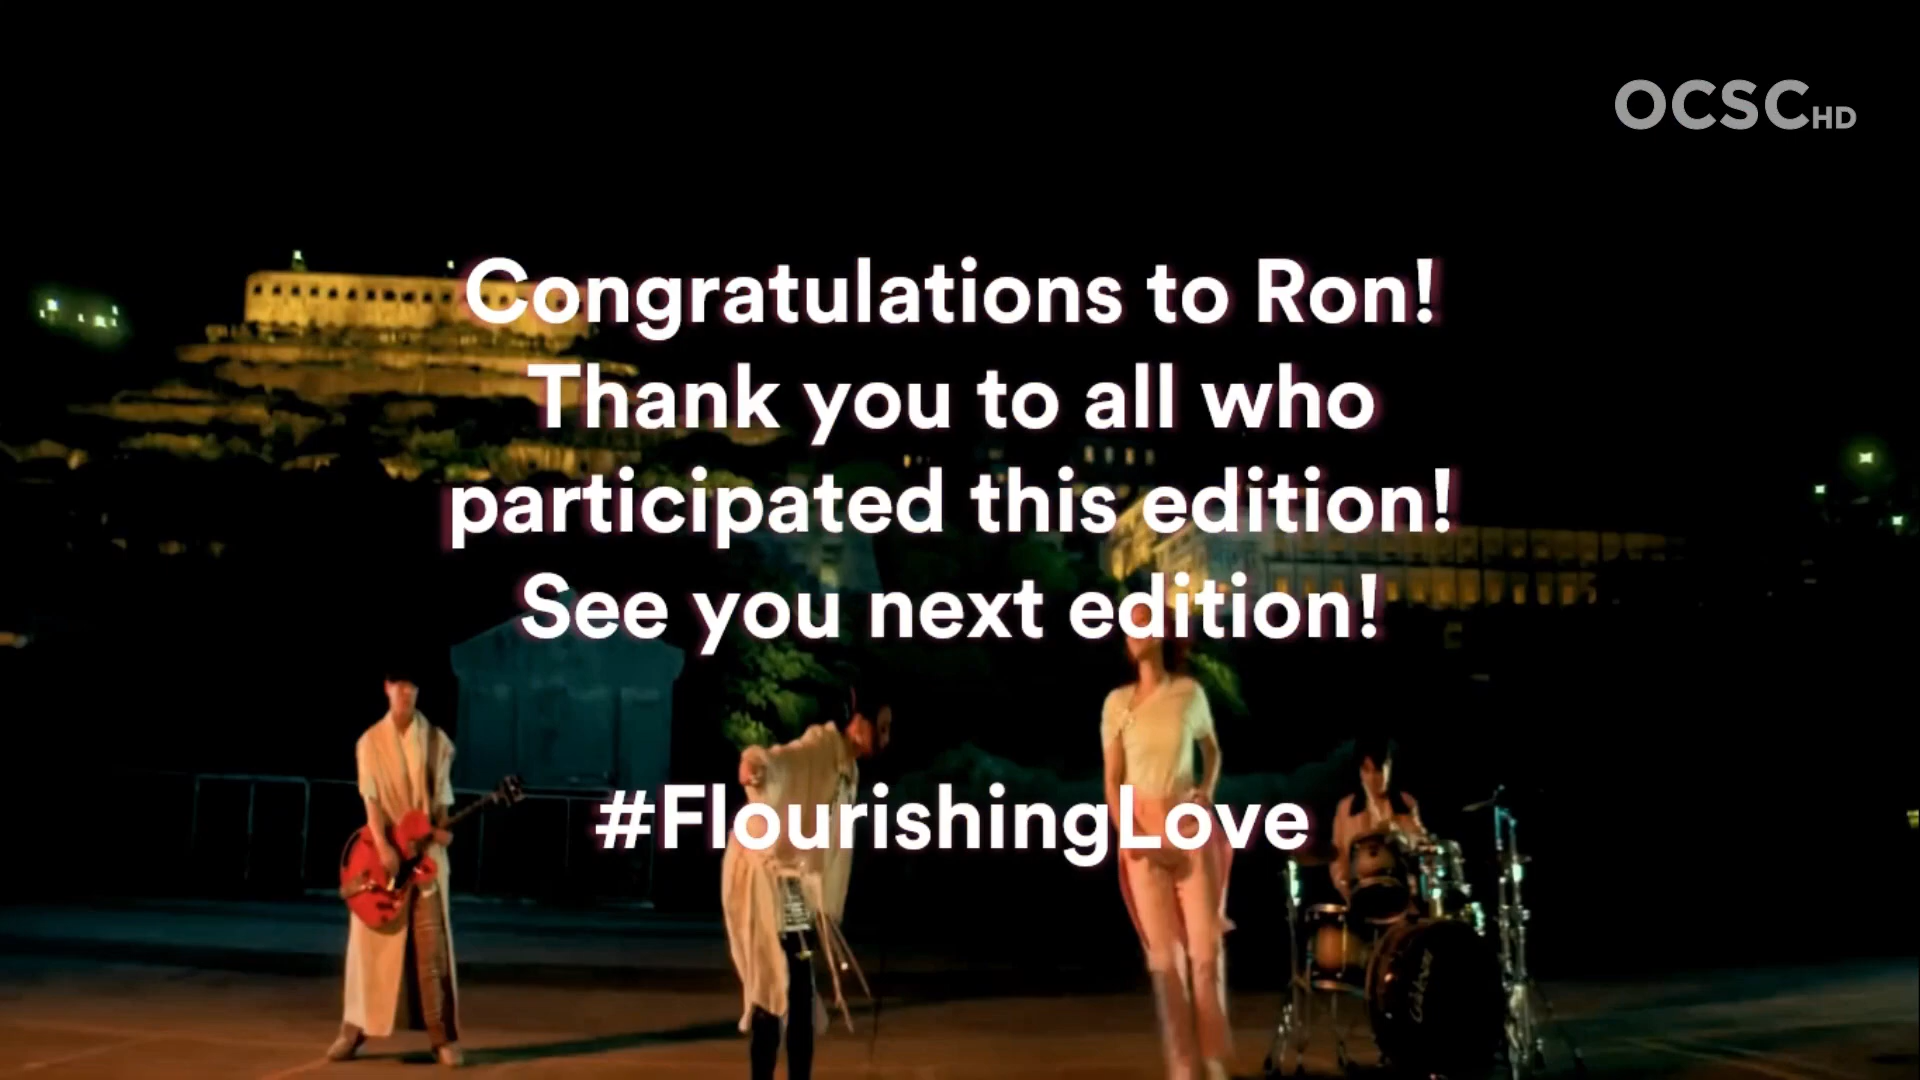 OCSC HD
Congratulations to Ron!
Thank you to all who
participated this edition!
See you next edition!
#FlourishingLove